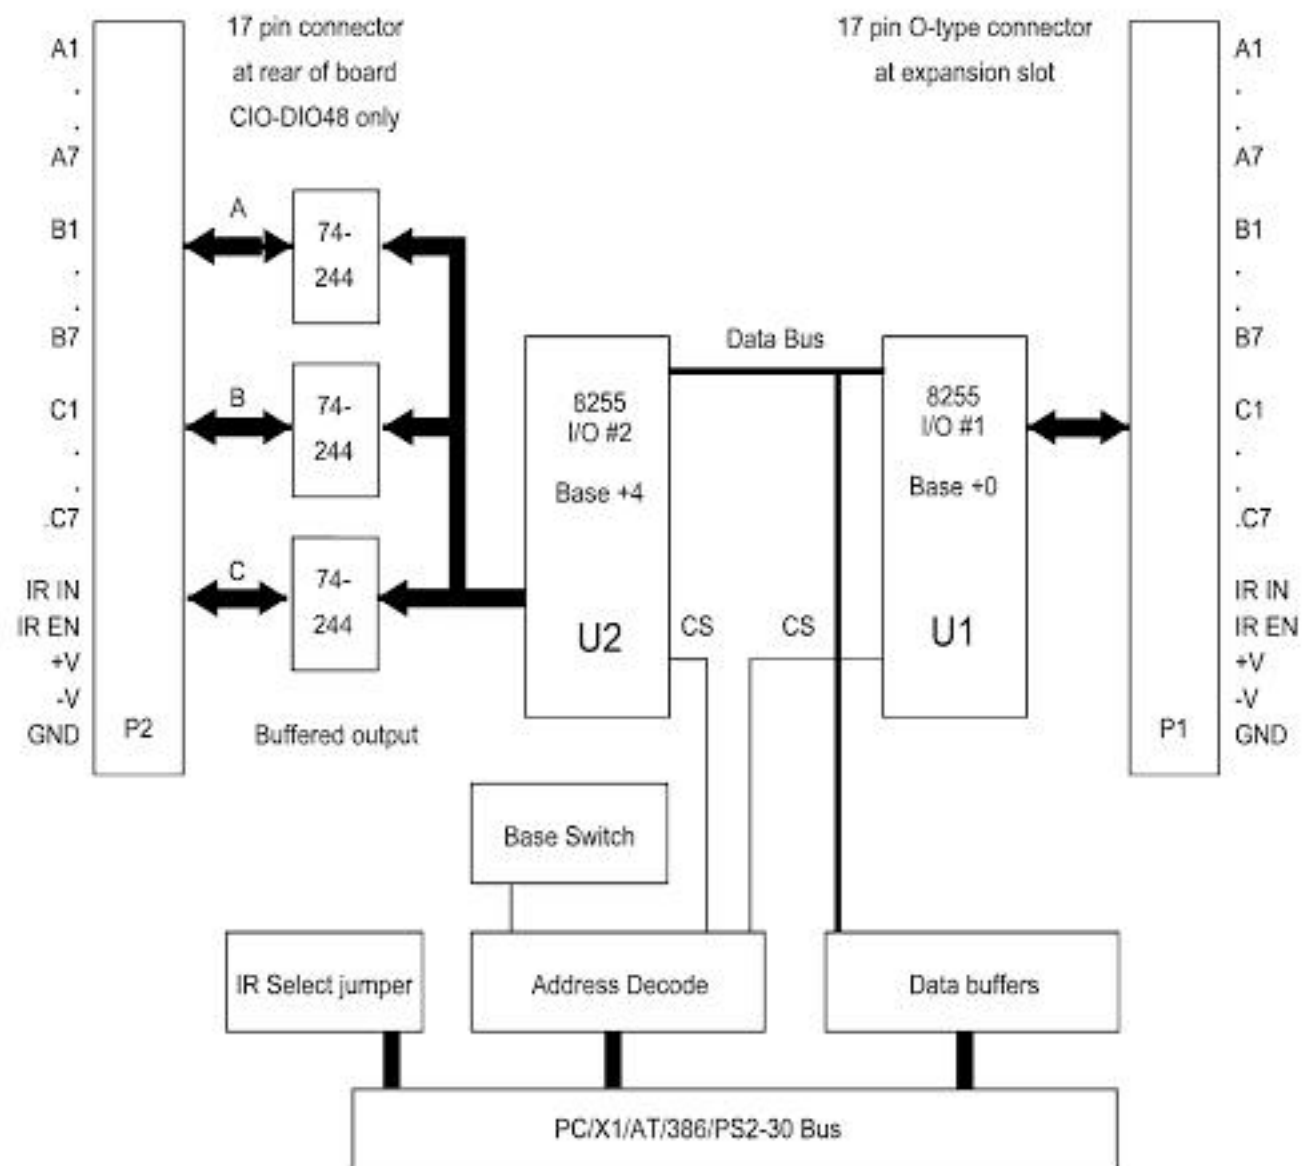 17 pin connector
at rear of board
CIO-DIO48 only
17 pin O-type connector
at expansion slot
A1
.
.
A7
B1
.
.
B7
C1
.
.
.C7
IR IN
IR EN
+V
-V
GND
P2
A
74-
244
B
74-
244
C
74-
244
Buffered output
8255
I/O #2
Base +4
U2
Data Bus
CS
CS
8255
I/O #1
Base +0
U1
P1
A1
.
.
A7
B1
.
.
B7
C1
.
.
.C7
IR IN
IR EN
+V
-V
GND
Base Switch
IR Select jumper
Address Decode
Data buffers
PC/X1/AT/386/PS2-30 Bus